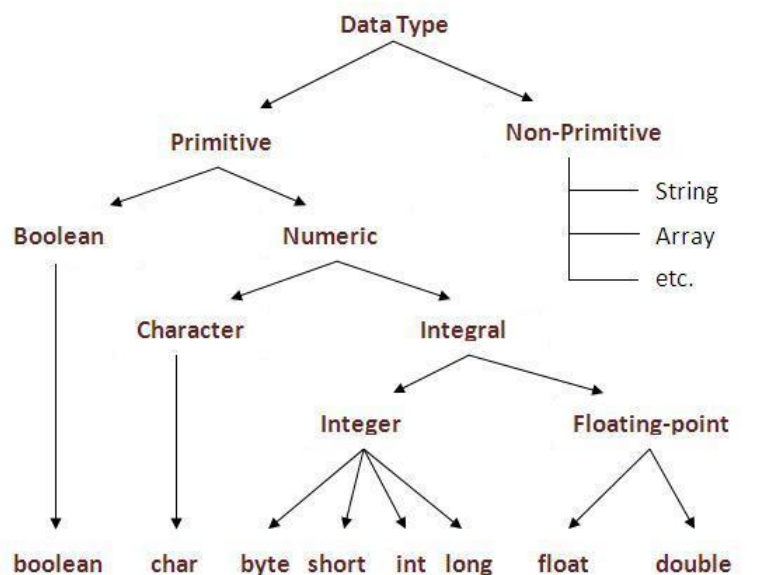 Data Type
Primitive
Non-Primitive
String
Array
etc.
Boolean
Numeric
Character
Integral
Integer
Floating-point
boolean char byte short int long float double